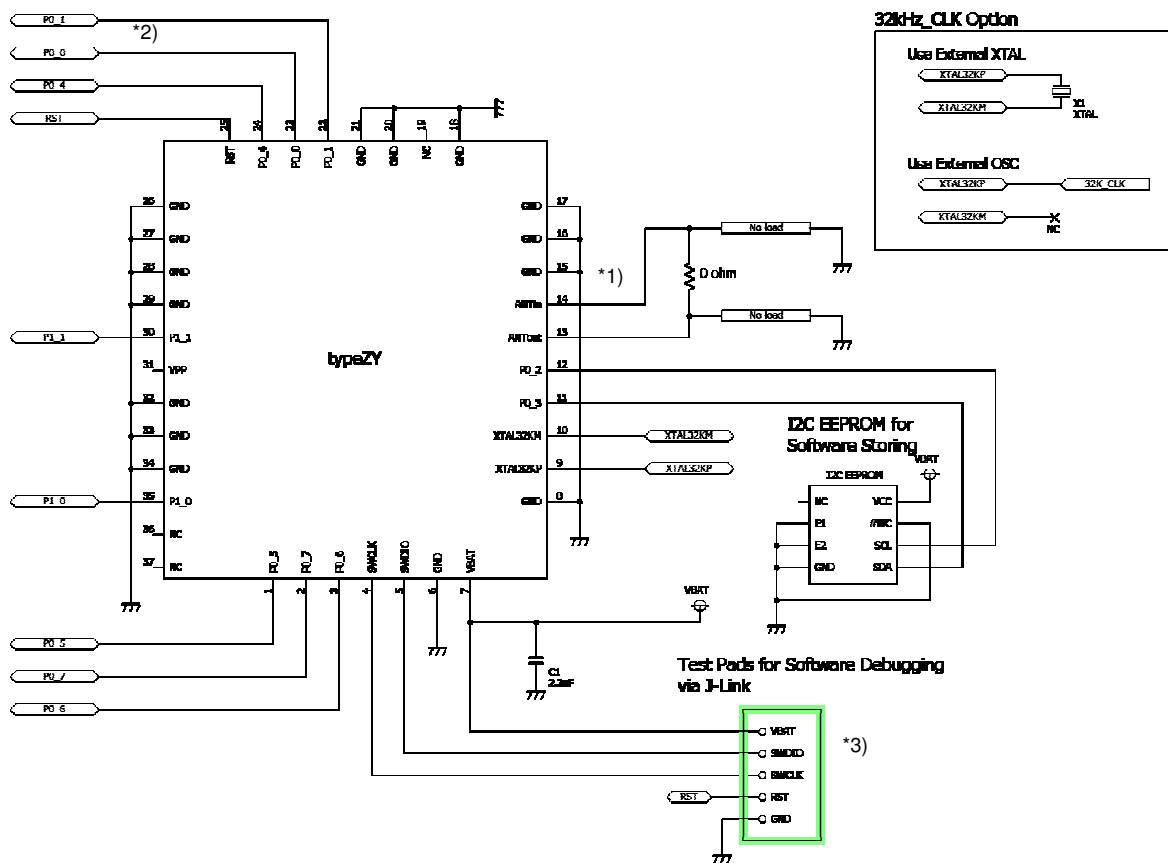 P0_1
*2)
P0_0
P0_4
RST
25
24
23
22
21
20
19
18
RST
P0_4
P0_0
P0_1
GND
GND
NC
GND
26
GND
27
GND
28
GND
29
GND
P1_1
30
P1_1
31
VPP
32
GND
33
GND
34
GND
P1_0
35
P1_0
36
NC
37
NC
typeZY
GND
17
GND
16
GND
15
*1)
ANTin
14
ANTout
13
P0_2
12
P0_3
11
XTAL32KM
10
XTAL32KM
XTAL32KP
9
XTAL32KP
GND
8
No load
0 ohm
No load
P0_5
P0_7
P0_6
SWCLK
SWDIO
GND
VBAT
1
2
3
4
5
6
7
P0_5
P0_7
P0_6
VBAT
C1
32kHz_CLK Option
Use External XTAL
XTAL32KP
XTAL32KM
X1
XTAL
Use External OSC
XTAL32KP
32K_CLK
XTAL32KM
NC
I2C EEPROM for
Software Storing
VBAT
I2C EEPROM
NC
VCC
E1
/WC
E2
SCL
GND
SDA
Test Pads for Software Debugging
via J-Link
VBAT
SWDIO
*3)
SWCLK
RST
RST
GND